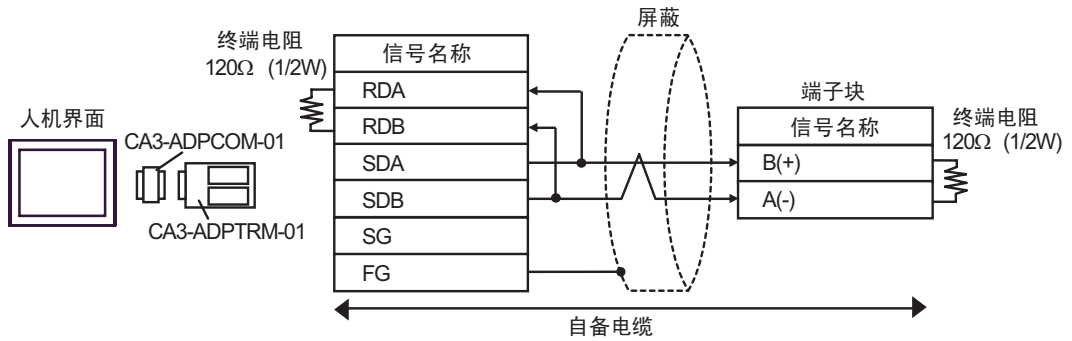 屏蔽
终端电阻
120Ω (1/2W)
信号名称
RDA
RDB
SDA
SDB
SG
FG
人机界面
CA3-ADPCOM-01
CA3-ADPTRM-01
端子块
信号名称
B(+)
A(-)
终端电阻
120Ω (1/2W)
自备电缆